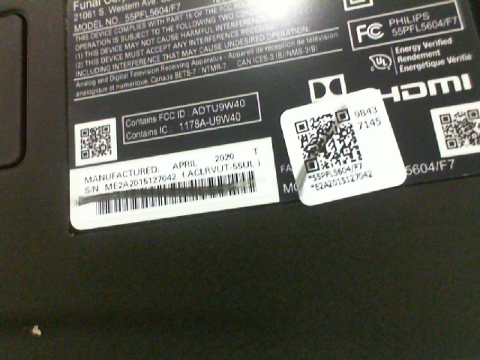 Funai
21061 S Western Ave
MODEL NO. 55PFL5604/F7
THIS DEVICE COMPLIES WITH PART 15 OF THE FCC RULES
OPERATION IS SUBJECT TO THE FOLLOWING TWO
(1) THIS DEVICE MAY NOT CAUSE HARMFUL INTERFERENCE
(2) THIS DEVICE MUST ACCEPT ANY INTERFERENCE RECEIVED
INCLUDING INTERFERENCE THAT MAY CAUSE UNDESIRED OPERATION.
Analog and Digital Television Receiving Apparatus - Appareil de réception de télévision
analogique et numérique, Canada BETS-7 / NTMR-7, CAN ICES-3 (B)/NMB-3(B)
FC
PHILIPS
55PFL5604/F7
UL
Energy Verified
Rendement
Énergétique Vérifié
HDMI
Contains FCC ID ADTU9W40
Contains IC : 1178A-U9W40
9843
7145
MANUFACTURED: APRIL 2020 T
S/N ME2A2015127042 ( ACLRVUT-55UL )
*55PFL5604/F7
*E2A2015127042
FA
MO
5604/F7